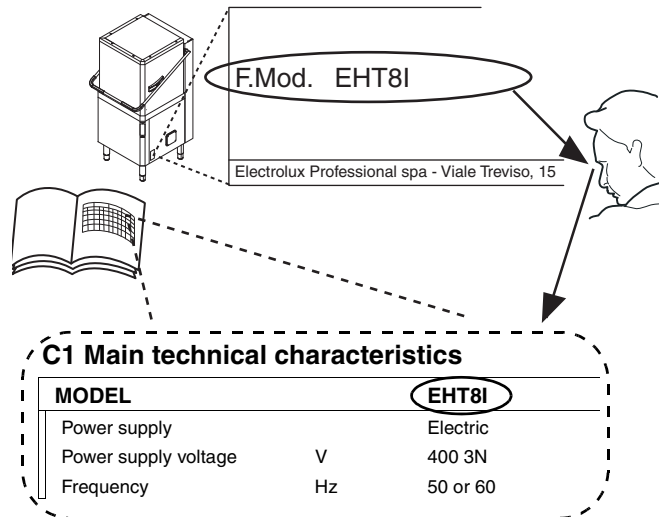 F.Mod. EHT8I
Electrolux Professional spa - Viale Treviso, 15
C1 Main technical characteristics
MODEL EHT8I
Power supply Electric
Power supply voltage V 400 3N
Frequency Hz 50 or 60